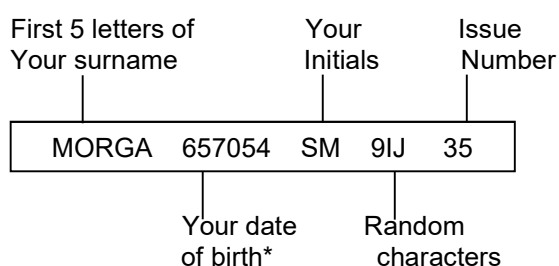 First 5 letters of Your Issue
Your surname Initials Number
MORGA 657054 SM 9IJ 35
Your date Random
of birth* characters